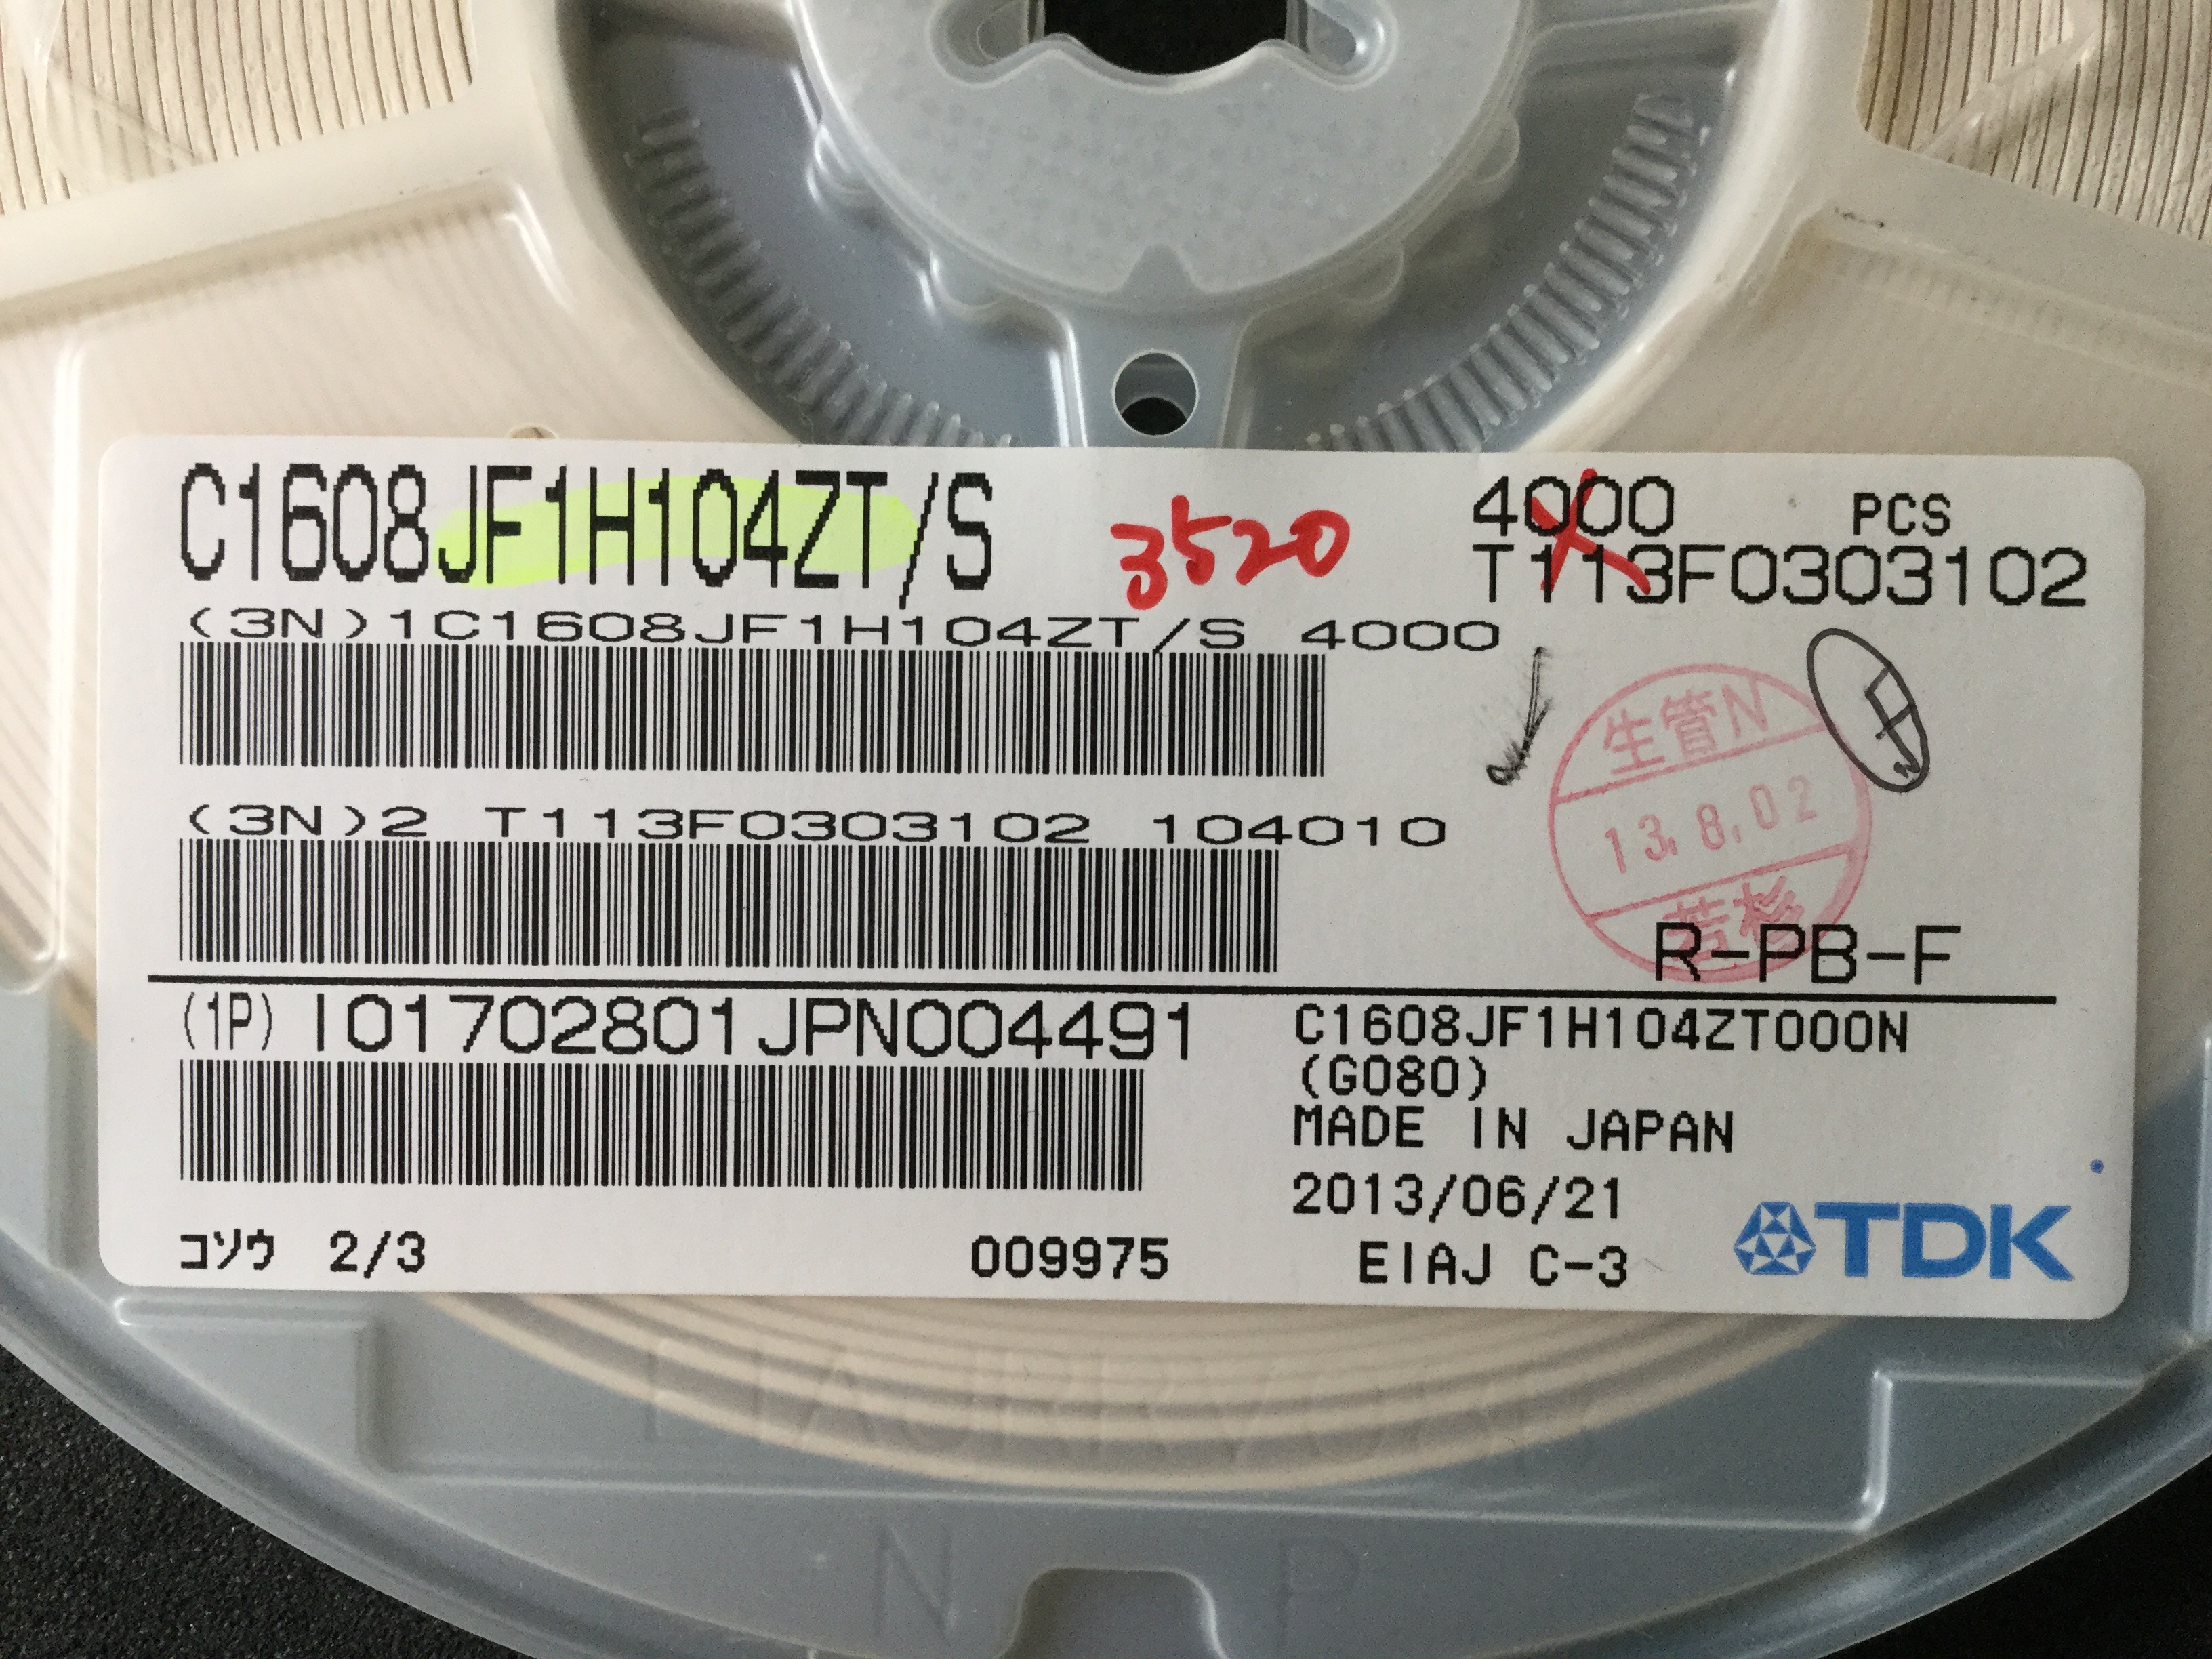 C1608JF1H104ZT/S
3520
4000 PCS
T113F0303102
(3N)1C1608JF1H104ZT/S 4000
(3N)2 T113F0303102 104010
生管N
13.8.02
若杉
R-PB-F
(1P) I01702801JPN004491
C1608JF1H104ZT000N
(G080)
MADE IN JAPAN
2013/06/21
EIAJ C-3
TDK
コソウ 2/3
009975
N P